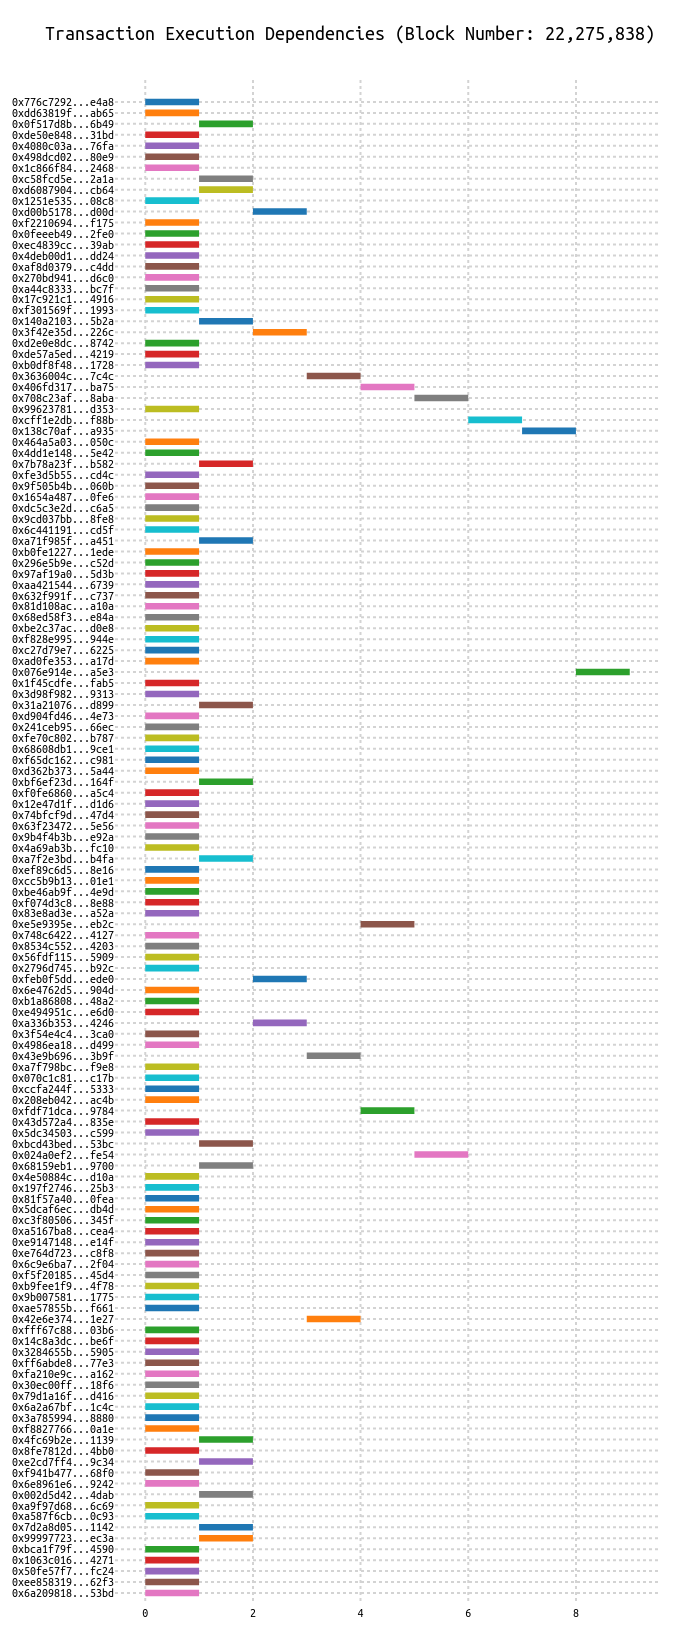 Transaction Execution Dependencies (Block Number: 22,275,838)
0x776c7292...e4a8
0xdd63819f...ab65
0x0f517d8b...6b49
0xde50e848...31bd
0x4080c03a...76fa
0x498dcd02...80e9
0x1c866f84...2468
0xc58fcd5e...2a1a
0xd6087904...cb64
0x1251e535...08c8
0xd00b5178...d00d
0xf2210694...f175
0x0feeeb49...2fe0
0xec4839cc...39ab
0x4deb00d1...dd24
0xaf8d0379...c4dd
0x270bd941...d6c0
0xa44c8333...bc7f
0x17c921c1...4916
0xf301569f...1993
0x140a2103...5b2a
0x3f42e35d...226c
0xd2e0e8dc...8742
0xde57a5ed...4219
0xb0df8f48...1728
0x3636004c...7c4c
0x406fd317...ba75
0x708c23af...8aba
0x99623781...d353
0xcff1e2db...f88b
0x138c70af...a935
0x464a5a03...050c
0x4dd1e148...5e42
0x7b78a23f...b582
0xfe3d5b55...cd4c
0x9f505b4b...060b
0x1654a487...0fe6
0xdc5c3e2d...c6a5
0x9cd037bb...8fe8
0x6c441191...cd5f
0xa71f985f...a451
0xb0fe1227...1ede
0x296e5b9e...c52d
0x97af19a0...5d3b
0xaa421544...6739
0x632f991f...c737
0x81d108ac...a10a
0x68ed58f3...e84a
0xbe2c37ac...d0e8
0xf828e995...944e
0xc27d79e7...6225
0xad0fe353...a17d
0x076e914e...a5e3
0x1f45cdfe...fab5
0x3d98f982...9313
0x31a21076...d899
0xd904fd46...4e73
0x241ceb95...66ec
0xfe70c802...b787
0x68608db1...9ce1
0xf65dc162...c981
0xd362b373...5a44
0xbf6ef23d...164f
0xf0fe6860...a5c4
0x12e47d1f...d1d6
0x74bfcf9d...47d4
0x63f23472...5e56
0x9b4f4b3b...e92a
0x4a69ab3b...fc10
0xa7f2e3bd...b4fa
0xef89c6d5...8e16
0xcc5b9b13...01e1
0xbe46ab9f...4e9d
0xf074d3c8...8e88
0x83e8ad3e...a52a
0xe5e9395e...eb2c
0x748c6422...4127
0x8534c552...4203
0x56fdf115...5909
0x2796d745...b92c
0xfeb0f5dd...ede0
0x6e4762d5...904d
0xb1a86808...48a2
0xe494951c...e6d0
0xa336b353...4246
0x3f54e4c4...3ca0
0x4986ea18...d499
0x43e9b696...3b9f
0xa7f798bc...f9e8
0x070c1c81...c17b
0xccfa244f...5333
0x208eb042...ac4b
0xfdf71dca...9784
0x43d572a4...835e
0x5dc34503...c599
0xbcd43bed...53bc
0x024a0ef2...fe54
0x68159eb1...9700
0x4e50884c...d10a
0x197f2746...25b3
0x81f57a40...0fea
0x5dcaf6ec...db4d
0xc3f80506...345f
0xa5167ba8...cea4
0xe9147148...e14f
0xe764d723...c8f8
0x6c9e6ba7...2f04
0xf5f20185...45d4
0xb9fee1f9...4f78
0x9b007581...1775
0xae57855b...f661
0x42e6e374...1e27
0xfff67c88...03b6
0x14c8a3dc...be6f
0x3284655b...5905
0xff6abde8...77e3
0xfa210e9c...a162
0x30ec00ff...18f6
0x79d1a16f...d416
0x6a2a67bf...1c4c
0x3a785994...8880
0xf8827766...0a1e
0x4fc69b2e...1139
0x8fe7812d...4bb0
0xe2cd7ff4...9c34
0xf941b477...68f0
0x6e8961e6...9242
0x002d5d42...4dab
0xa9f97d68...6c69
0xa587f6cb...0c93
0x7d2a8d05...1142
0x99997723...ec3a
0xbca1f79f...4590
0x1063c016...4271
0x50fe57f7...fc24
0xee858319...62f3
0x6a209818...53bd
0 2 4 6 8